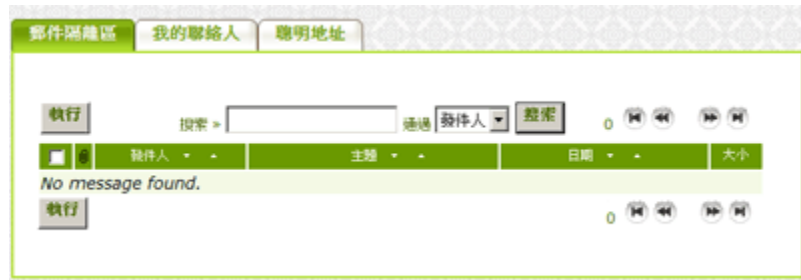 郵件隔離區 我的聯絡人 聰明地址
執行 搜索 » 通過 發件人 搜索 0
發件人 主題 日期 大小
No message found.
執行 0